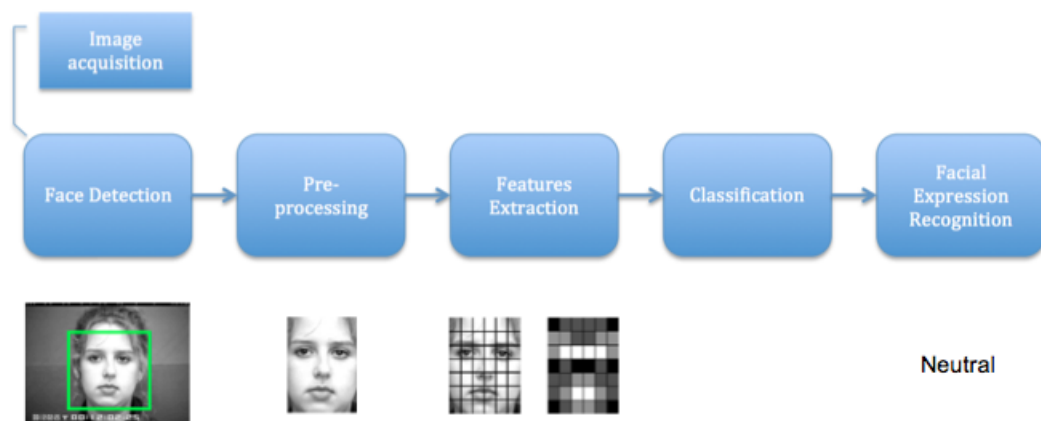 Image
acquisition
Face Detection
Pre-
processing
Features
Extraction
Classification
Facial
Expression
Recognition
Neutral